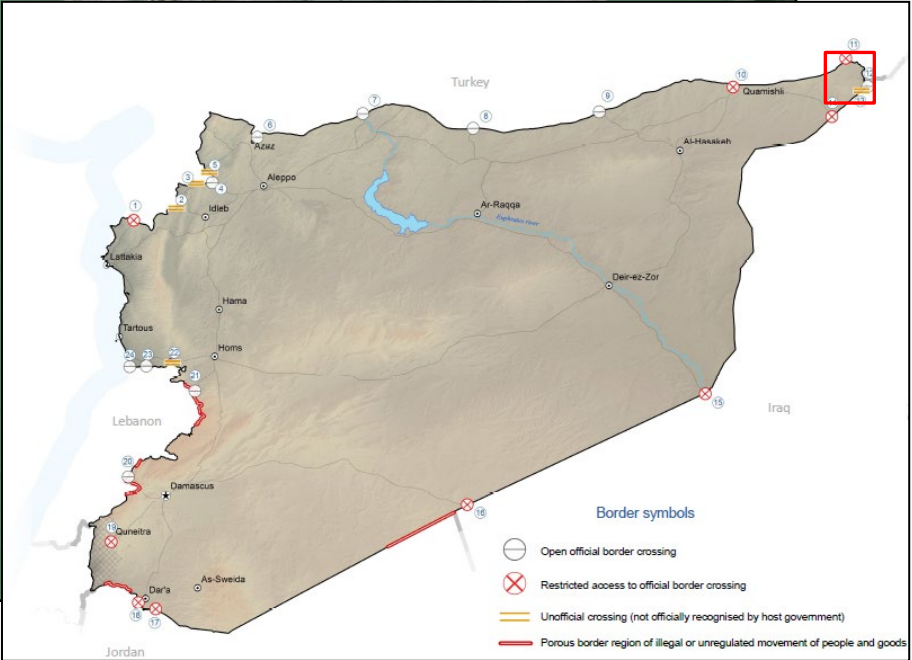 11
Turkey
10
12
Quamishli
13
7
9
6
8
Azaz
Al-Hasakeh
5
3
4
Aleppo
2
Idleb
1
Ar-Raqqa
Euphrates river
Lattakia
Deir-ez-Zor
Hama
Tartous
Homs
24
23
22
21
15
Iraq
Lebanon
20
Damascus
16
Border symbols
19
Quneitra
Open official border crossing
As-Sweida
Restricted access to official border crossing
Dar'a
18
17
Unofficial crossing (not officially recognised by host government)
Porous border region of illegal or unregulated movement of people and goods
Jordan